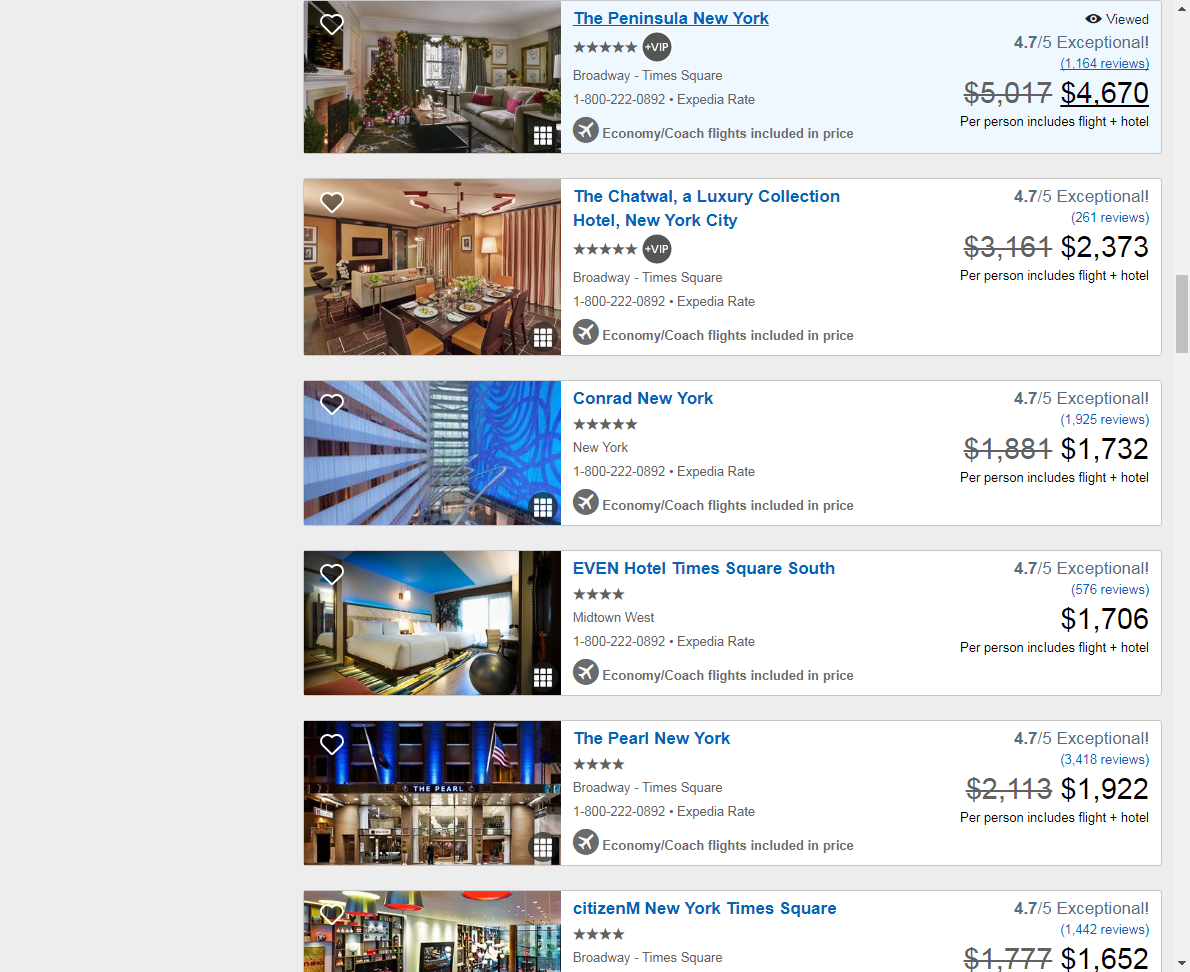 The Peninsula New York
Viewed
+VIP
4.7/5 Exceptional!
(1,164 reviews)
Broadway - Times Square
$5,017 $4,670
1-800-222-0892 • Expedia Rate
Per person includes flight + hotel
Economy/Coach flights included in price
The Chatwal, a Luxury Collection
Hotel, New York City
4.7/5 Exceptional!
(261 reviews)
+VIP
$3,161 $2,373
Broadway - Times Square
Per person includes flight + hotel
1-800-222-0892 • Expedia Rate
Economy/Coach flights included in price
Conrad New York
4.7/5 Exceptional!
(1,925 reviews)
New York
$1,881 $1,732
1-800-222-0892 • Expedia Rate
Per person includes flight + hotel
Economy/Coach flights included in price
EVEN Hotel Times Square South
4.7/5 Exceptional!
(576 reviews)
Midtown West
$1,706
1-800-222-0892 • Expedia Rate
Per person includes flight + hotel
Economy/Coach flights included in price
The Pearl New York
4.7/5 Exceptional!
(3,418 reviews)
THE PEARL
Broadway - Times Square
$2,113 $1,922
1-800-222-0892 • Expedia Rate
Per person includes flight + hotel
Economy/Coach flights included in price
citizenM New York Times Square
4.7/5 Exceptional!
(1,442 reviews)
Broadway - Times Square
$1,777 $1,652